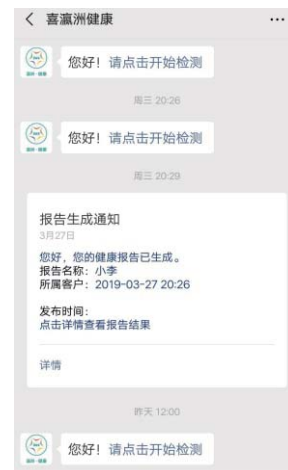 喜瀛洲健康
您好！请点击开始检测
周三 20:26
您好！请点击开始检测
周三 20:29
报告生成通知
3月27日
您好，您的健康报告已生成。
报告名称：小李
所属客户：2019-03-27 20:26
发布时间：
点击详情查看报告结果
详情
昨天 12:00
您好！请点击开始检测